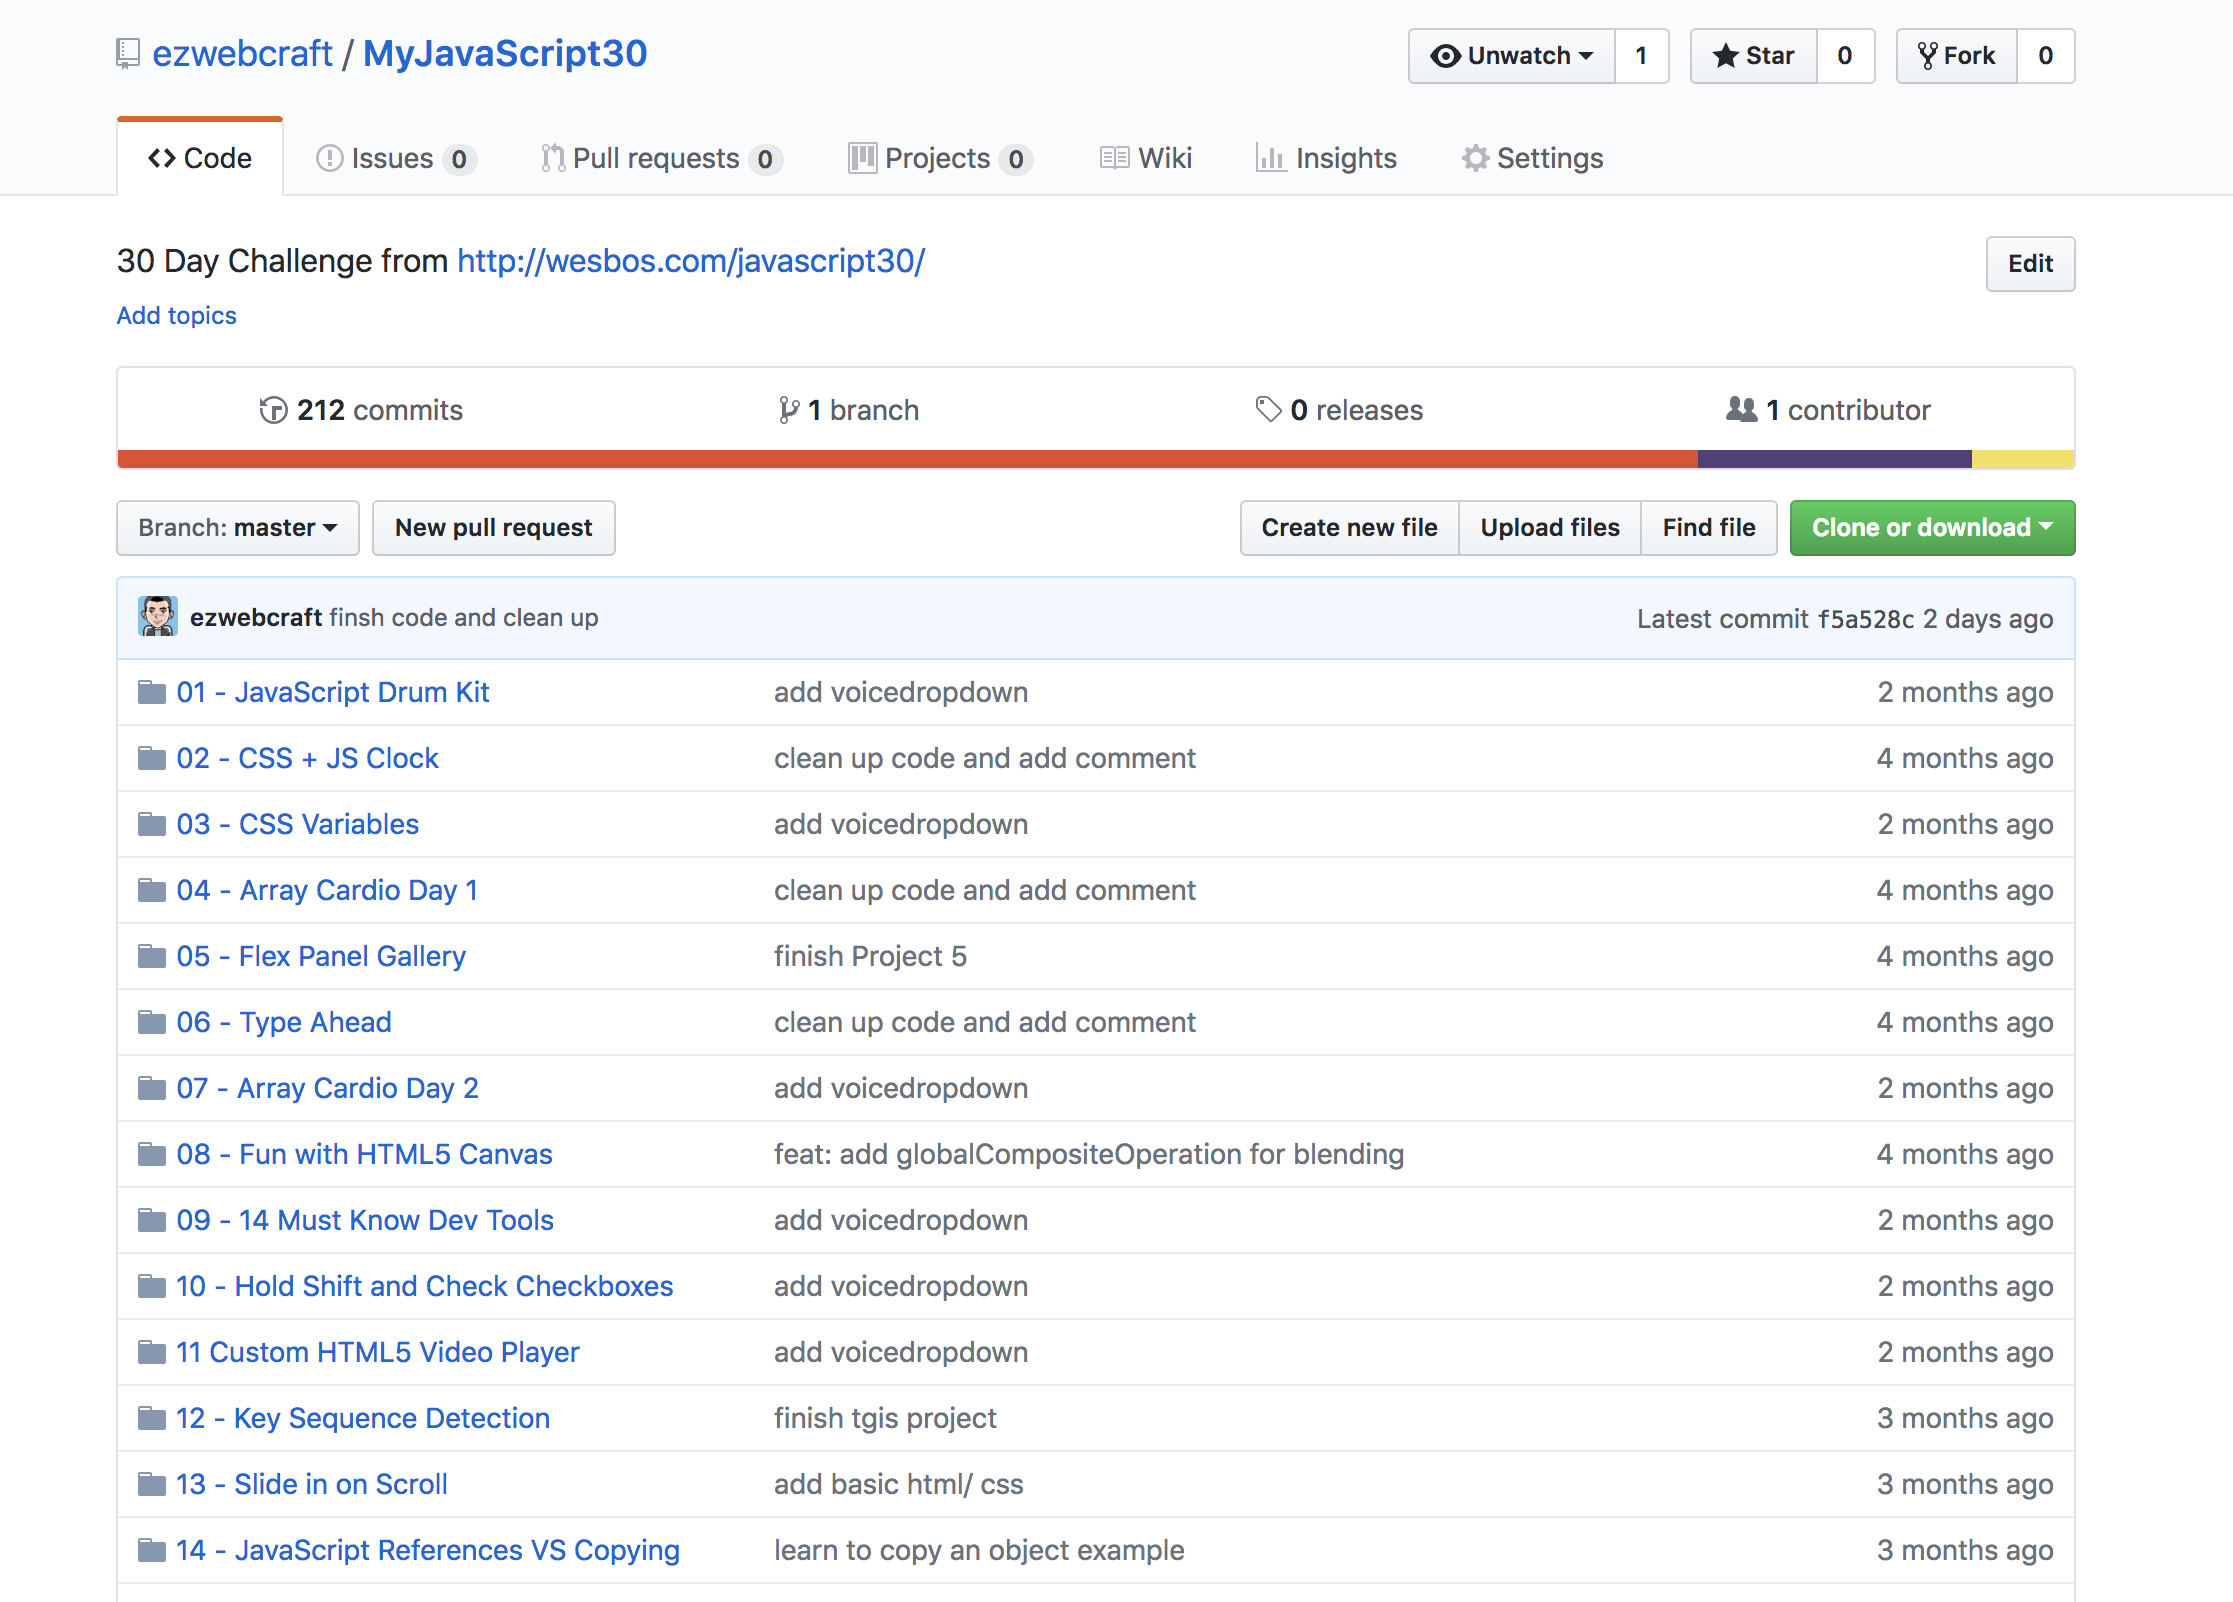 ezwebcraft / MyJavaScript30
Unwatch 1 Star 0 Fork 0
Code Issues 0 Pull requests 0 Projects 0 Wiki Insights Settings
30 Day Challenge from http://wesbos.com/javascript30/
Edit
Add topics
212 commits 1 branch 0 releases 1 contributor
Branch: master New pull request Create new file Upload files Find file Clone or download
ezwebcraft finsh code and clean up Latest commit f5a528c 2 days ago
01 - JavaScript Drum Kit add voicedropdown 2 months ago
02 - CSS + JS Clock clean up code and add comment 4 months ago
03 - CSS Variables add voicedropdown 2 months ago
04 - Array Cardio Day 1 clean up code and add comment 4 months ago
05 - Flex Panel Gallery finish Project 5 4 months ago
06 - Type Ahead clean up code and add comment 4 months ago
07 - Array Cardio Day 2 add voicedropdown 2 months ago
08 - Fun with HTML5 Canvas feat: add globalCompositeOperation for blending 4 months ago
09 - 14 Must Know Dev Tools add voicedropdown 2 months ago
10 - Hold Shift and Check Checkboxes add voicedropdown 2 months ago
11 Custom HTML5 Video Player add voicedropdown 2 months ago
12 - Key Sequence Detection finish tgis project 3 months ago
13 - Slide in on Scroll add basic html/ css 3 months ago
14 - JavaScript References VS Copying learn to copy an object example 3 months ago